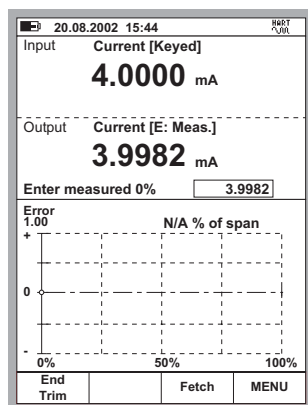 20.08.2002 15:44 HART
Input Current [Keyed]
4.0000 mA
Output Current [E: Meas.]
3.9982 mA
Enter measured 0% 3.9982
Error
1.00 N/A % of span
+
0
-
0% 50% 100%
End Trim Fetch MENU